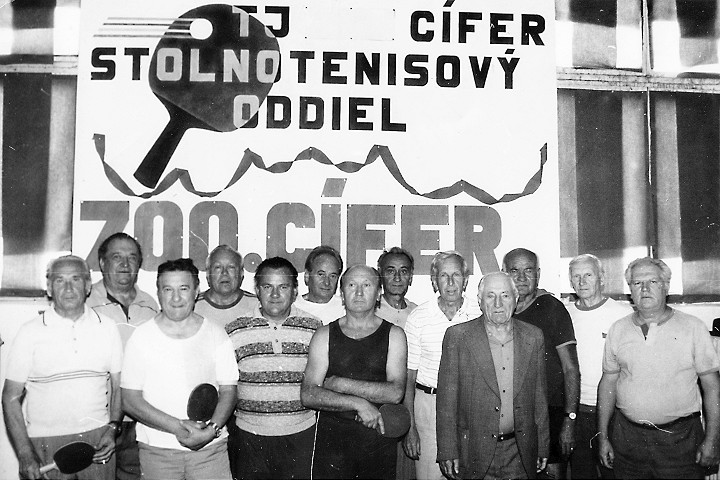 TJ CÍFER
STOLNOTENISOVÝ
ODDIEL
700.CÍFER